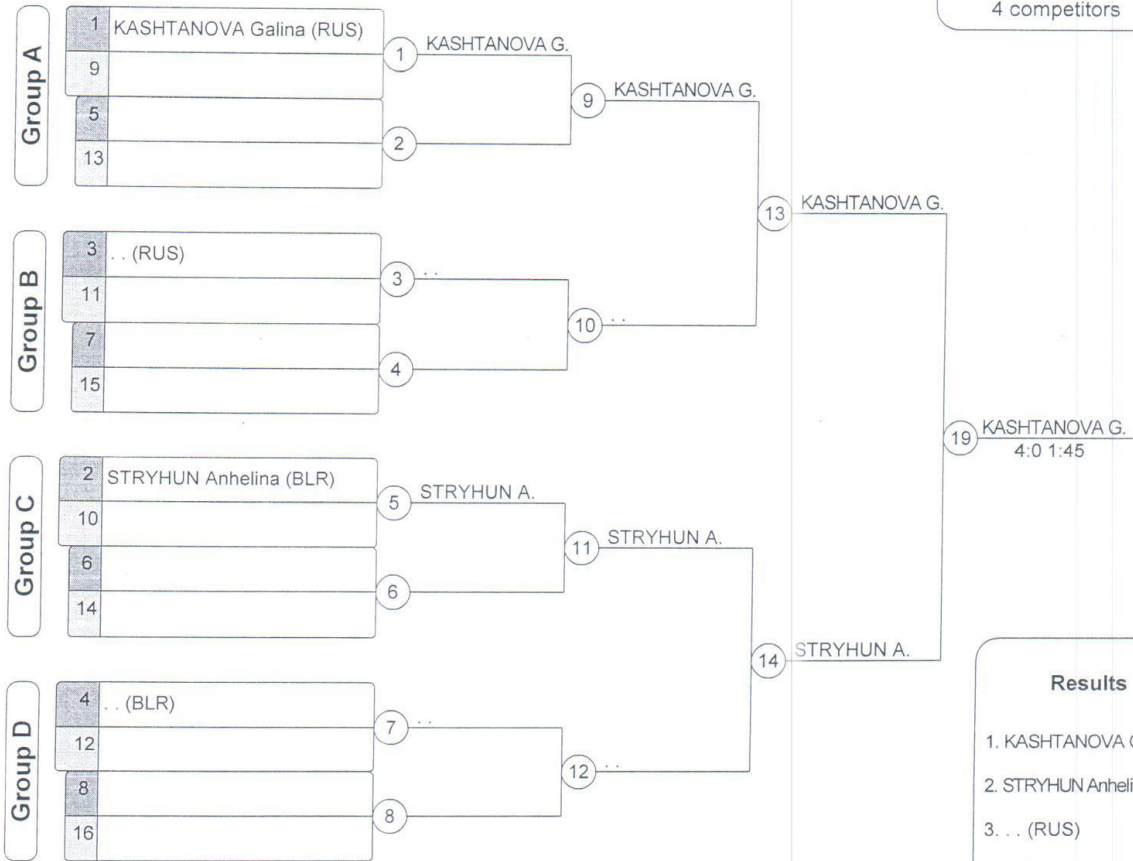 4 competitors
Group A
1 KASHTANOVA Galina (RUS)
9
5
13
1 KASHTANOVA G.
2
9 KASHTANOVA G.
Group B
3 . . (RUS)
11
7
15
3 . .
4
10 . .
13 KASHTANOVA G.
Group C
2 STRYHUN Anhelina (BLR)
10
6
14
5 STRYHUN A.
6
11 STRYHUN A.
Group D
4 . . (BLR)
12
8
16
7 . .
8
12 . .
14 STRYHUN A.
19 KASHTANOVA G.
4:0 1:45
Results
1. KASHTANOVA
2. STRYHUN Anheli
3. . . (RUS)